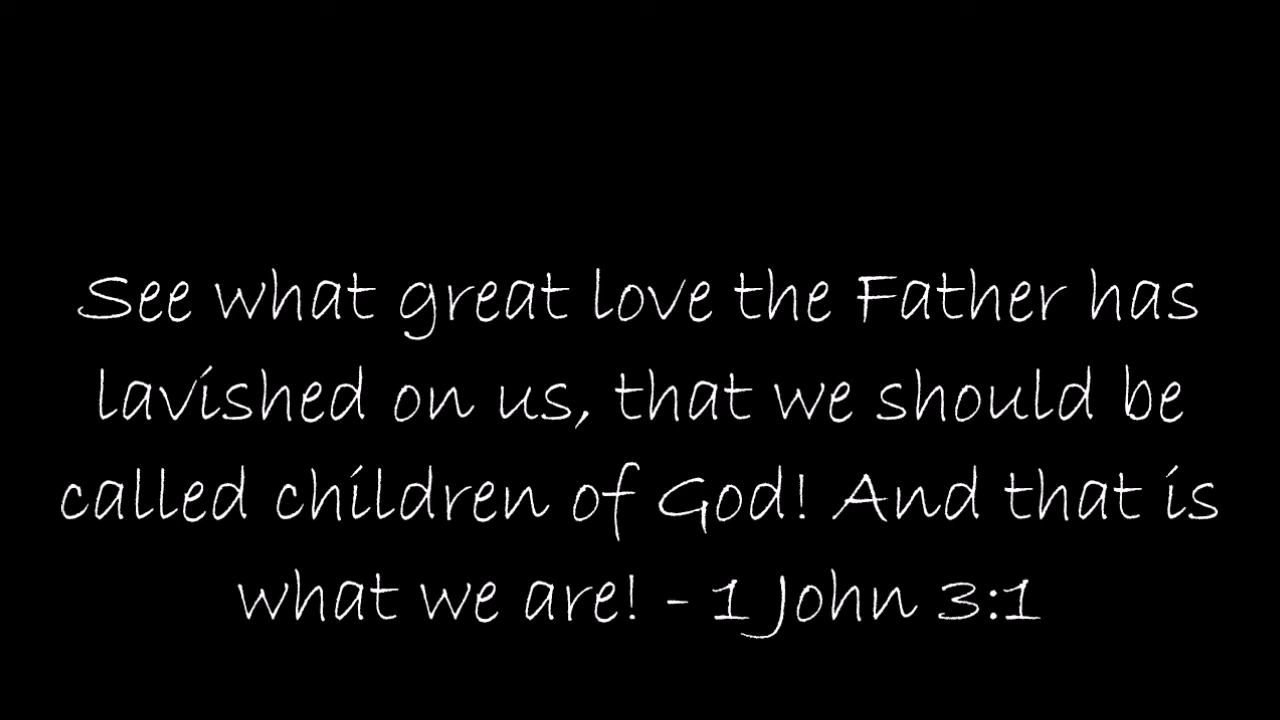 See what great love the Father has
lavished on us, that we should be
called children of God! And that is
what we are! - 1 John 3:1